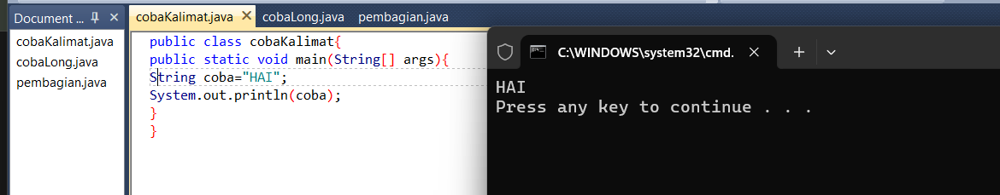 Document ...
cobaKalimat.java
cobaLong.java
pembagian.java
cobaKalimat.java cobaLong.java pembagian.java
public class cobaKalimat{
public static void main(String[] args){
String coba="HAI";
System.out.println(coba);
}
}
C:\WINDOWS\system32\cmd.
HAI
Press any key to continue . . .